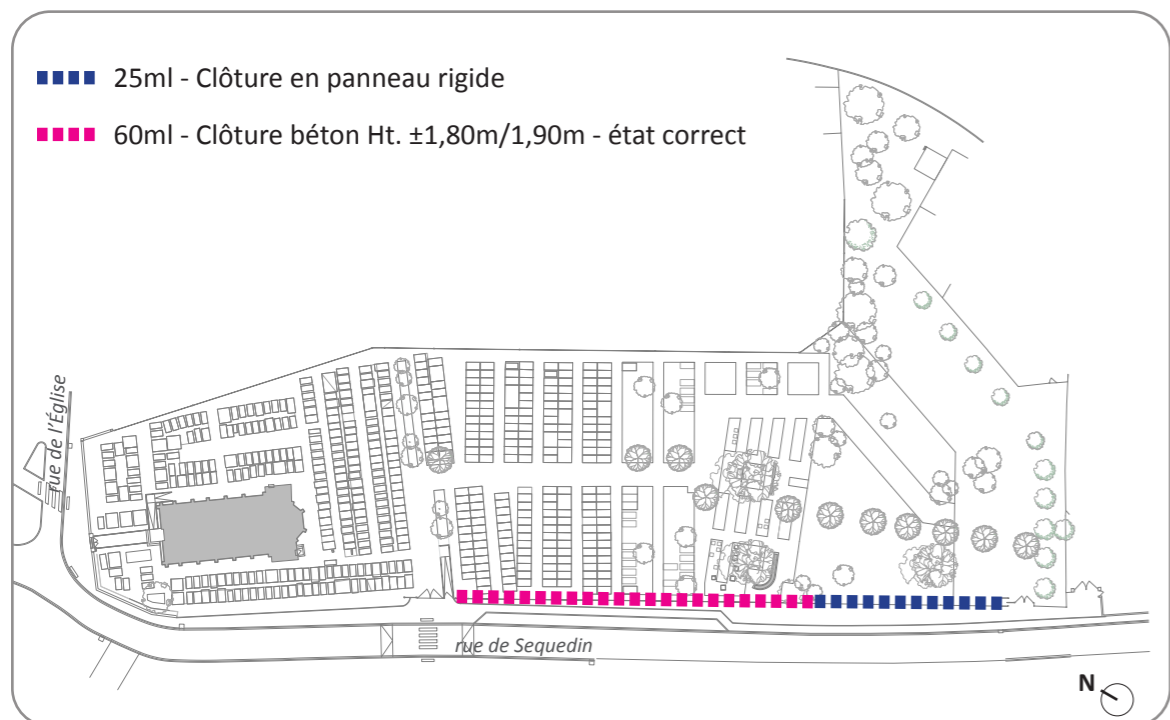 25ml - Clôture en panneau rigide
60ml - Clôture béton Ht. ±1,80m/1,90m - état correct
rue de l'Église
rue de Sequedin
N